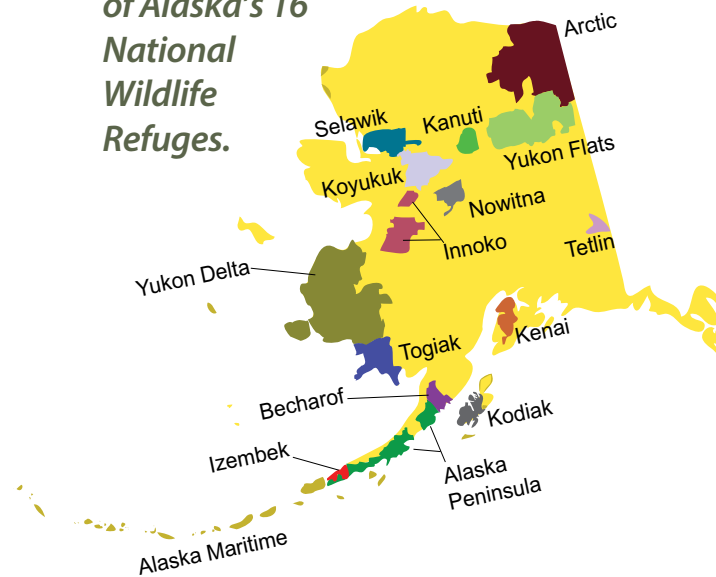 of Alaska's 16
National
Wildlife
Refuges.
Arctic
Selawik
Kanuti
Yukon Flats
Koyukuk
Nowitna
Innoko
Tetlin
Yukon Delta
Kenai
Togiak
Becharof
Kodiak
Izembek
Alaska
Peninsula
Alaska Maritime